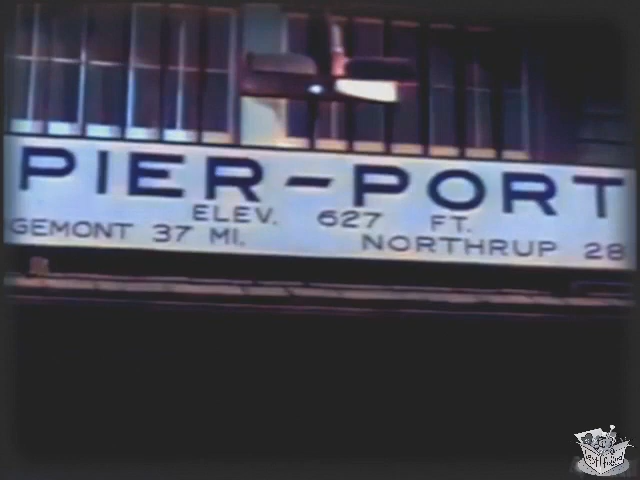 PIER-PORT
ELEV. 627 FT.
GEMONT 37 MI.
NORTHRUP 28